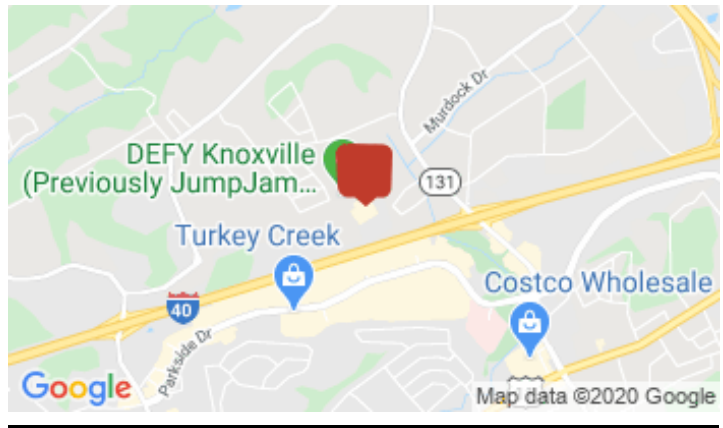 DEFY Knoxville
(Previously JumpJam...
131
Murdock Dr
Turkey Creek
Costco Wholesale
40
Parkside Dr
Google
Map data ©2020 Google